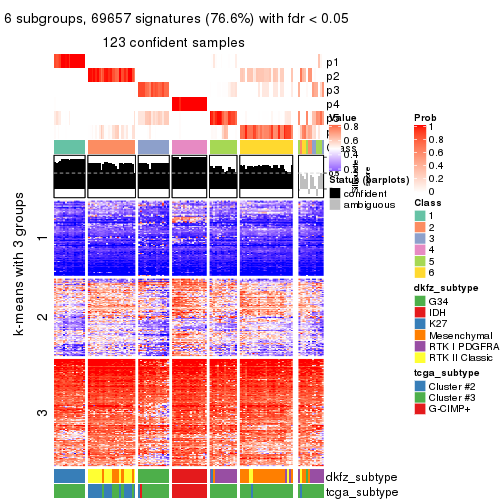 6 subgroups, 69657 signatures (76.6%) with fdr < 0.05
123 confident samples
p1
p2
p3
p4
k-means with 3 groups
1
2
3
dkfz_subtype
tcga_subtype
Value
0.8
0.6
0.4
0.2
Status (barplots)
confident
ambiguous
score
Prob
1
0.8
0.6
0.4
0.2
0
Class
1
2
3
4
5
6
dkfz_subtype
G34
IDH
K27
Mesenchymal
RTK I PDGFRA
RTK II Classic
tcga_subtype
Cluster #2
Cluster #3
G-CIMP+